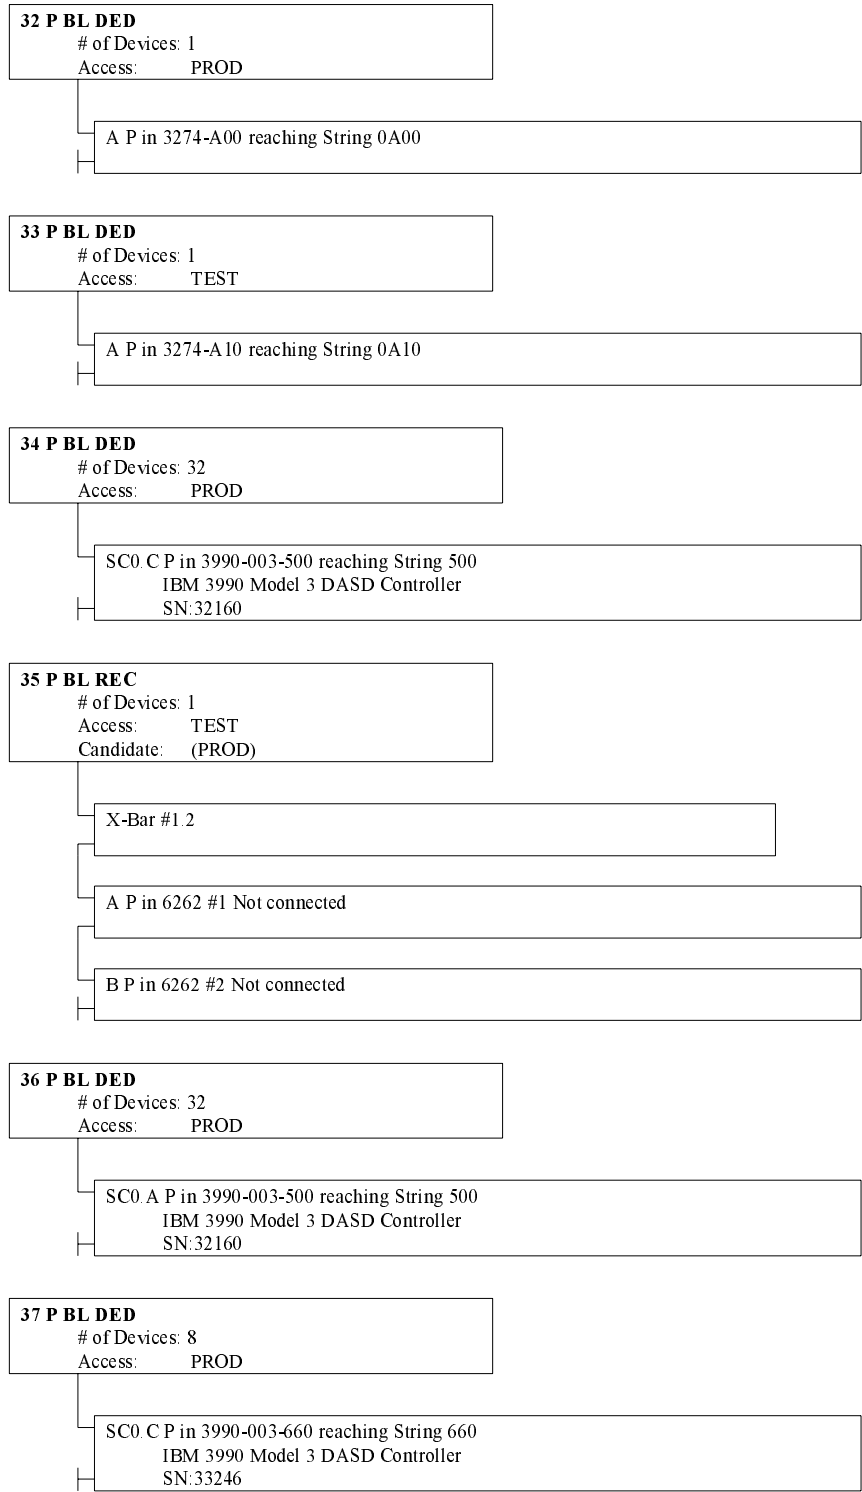 32 P BL DED
# of Devices: 1
Access: PROD
A P in 3274-A00 reaching String 0A00
33 P BL DED
# of Devices: 1
Access: TEST
A P in 3274-A10 reaching String 0A10
34 P BL DED
# of Devices: 32
Access: PROD
SC0.C P in 3990-003-500 reaching String 500
IBM 3990 Model 3 DASD Controller
SN:32160
35 P BL REC
# of Devices: 1
Access: TEST
Candidate: (PROD)
X-Bar #1.2
A P in 6262 #1 Not connected
B P in 6262 #2 Not connected
36 P BL DED
# of Devices: 32
Access: PROD
SC0.A P in 3990-003-500 reaching String 500
IBM 3990 Model 3 DASD Controller
SN:32160
37 P BL DED
# of Devices: 8
Access: PROD
SC0.C P in 3990-003-660 reaching String 660
IBM 3990 Model 3 DASD Controller
SN:33246